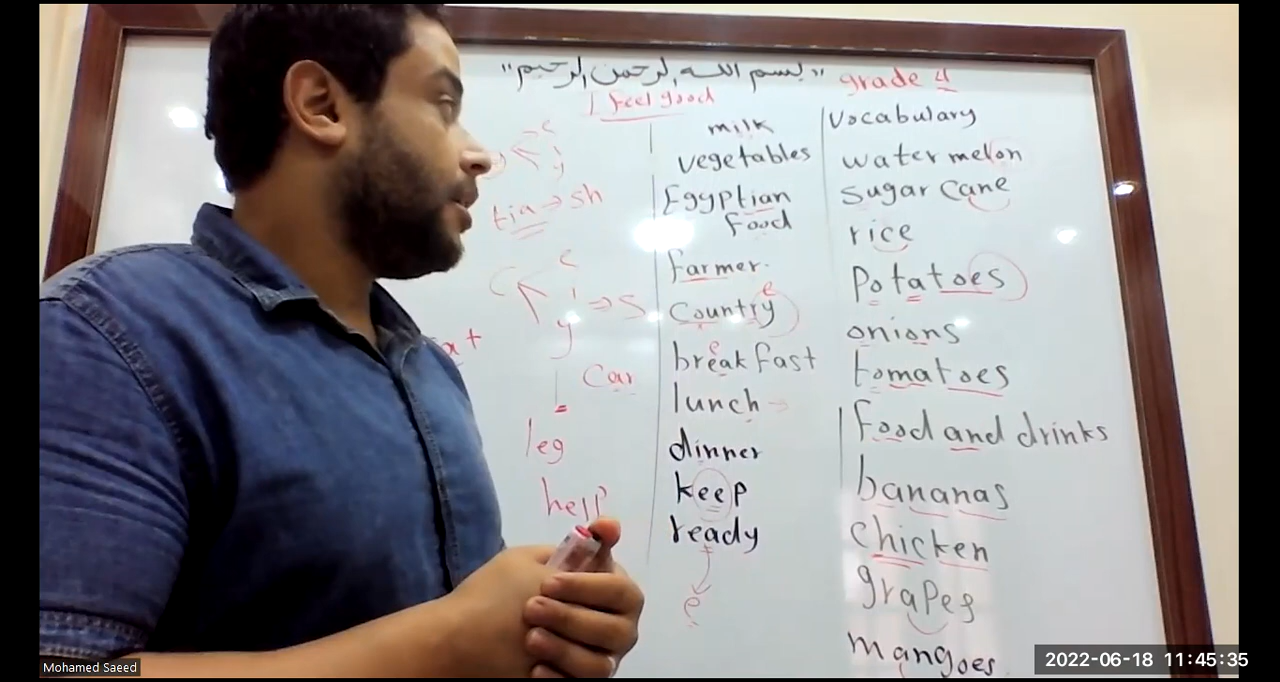 " بسم الله الرحمن الرحيم "
grade 4
I feel good
vocabulary
water melon
sugar cane
rice
Potatoes
onions
tomatoes
food and drinks
bananas
chicken
grapes
mangoes
milk
vegetables
Egyptian
food
farmer
country
e
breakfast
e
lunch
dinner
keep
ready
e
e
y
tia → sh
c
e
i → s
y
Car
leg
help
Mohamed Saeed
2022-06-18 11:45:35